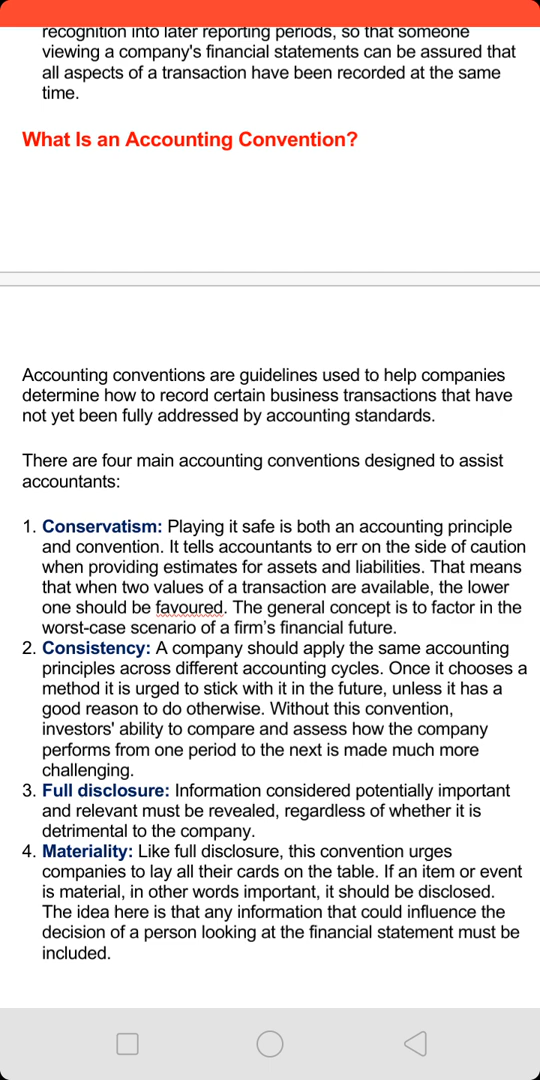 recognition into later reporting periods, so that someone
viewing a company's financial statements can be assured that
all aspects of a transaction have been recorded at the same
time.
What Is an Accounting Convention?
Accounting conventions are guidelines used to help companies
determine how to record certain business transactions that have
not yet been fully addressed by accounting standards.
There are four main accounting conventions designed to assist
accountants:
1. Conservatism: Playing it safe is both an accounting principle
and convention. It tells accountants to err on the side of caution
when providing estimates for assets and liabilities. That means
that when two values of a transaction are available, the lower
one should be favoured. The general concept is to factor in the
worst-case scenario of a firm's financial future.
2. Consistency: A company should apply the same accounting
principles across different accounting cycles. Once it chooses a
method it is urged to stick with it in the future, unless it has a
good reason to do otherwise. Without this convention,
investors' ability to compare and assess how the company
performs from one period to the next is made much more
challenging.
3. Full disclosure: Information considered potentially important
and relevant must be revealed, regardless of whether it is
detrimental to the company.
4. Materiality: Like full disclosure, this convention urges
companies to lay all their cards on the table. If an item or event
is material, in other words important, it should be disclosed.
The idea here is that any information that could influence the
decision of a person looking at the financial statement must be
included.